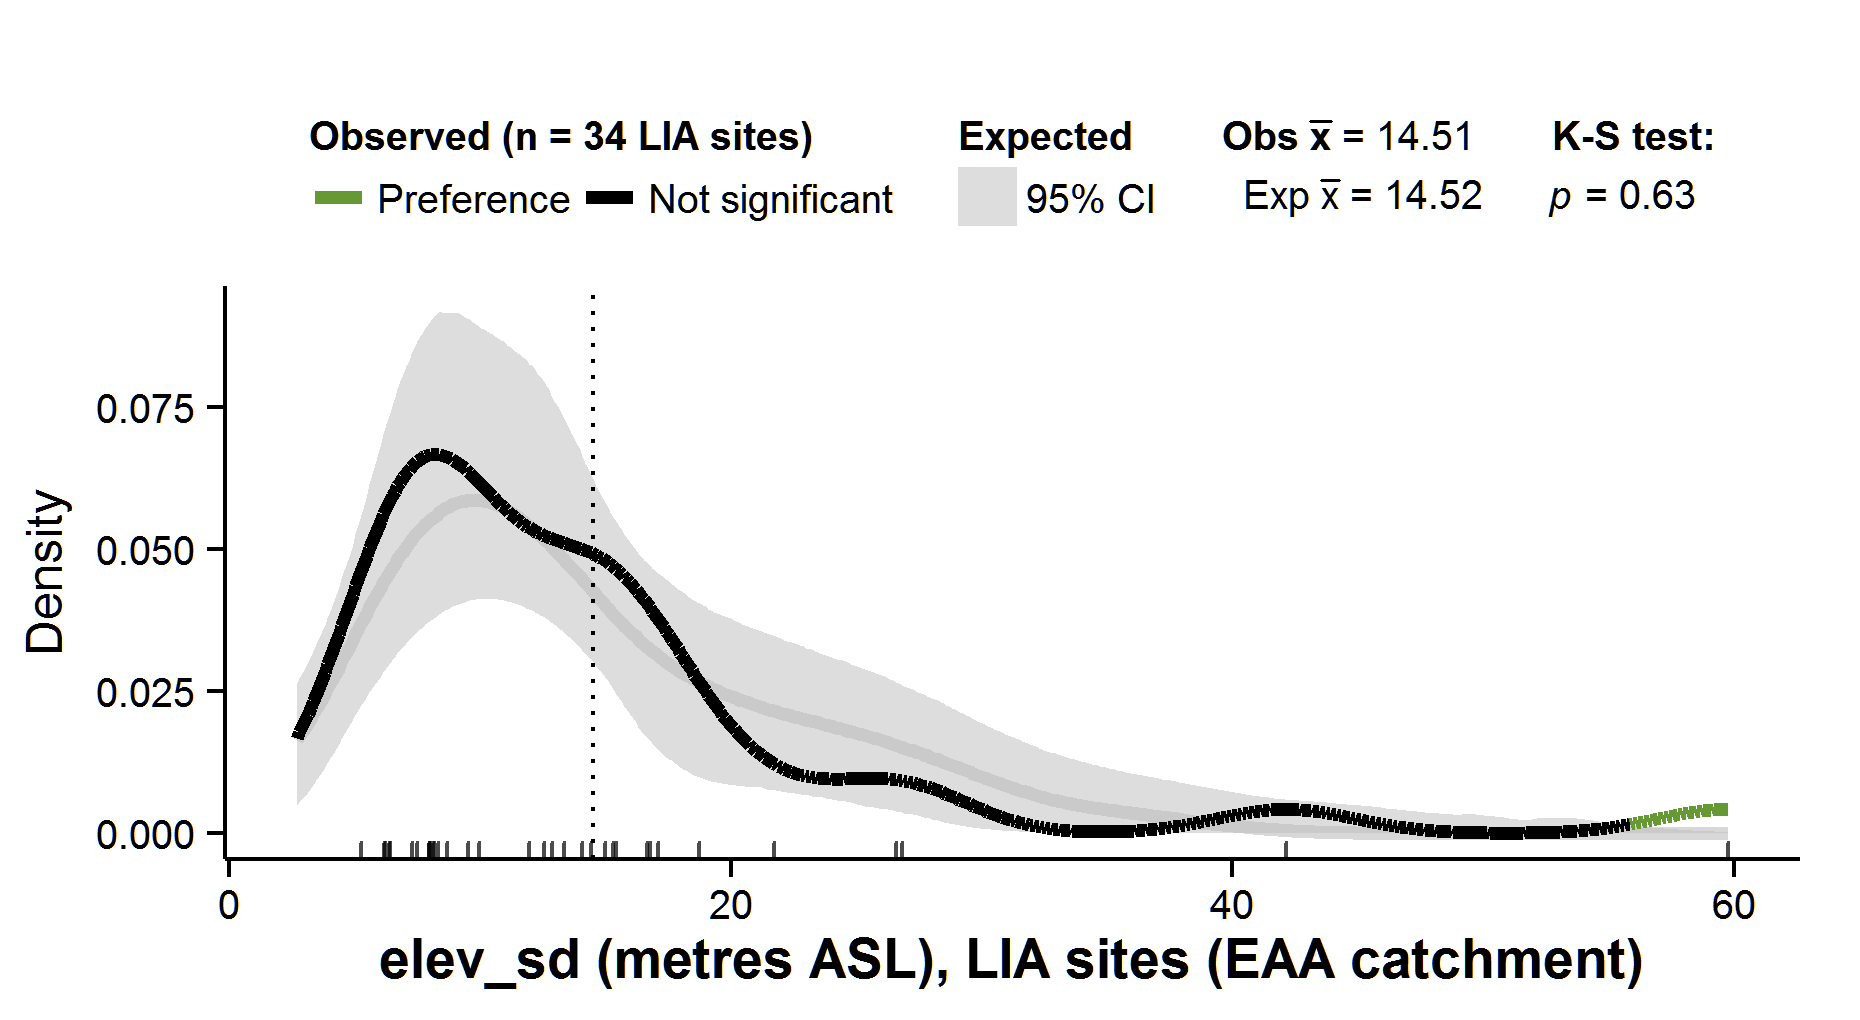 Observed (n = 34 LIA sites) Expected Obs x̅ = 14.51 K-S test:
Preference Not significant 95% CI Exp x̅ = 14.52 p = 0.63
Density
0.075
0.050
0.025
0.000
0 20 40 60
elev_sd (metres ASL), LIA sites (EAA catchment)